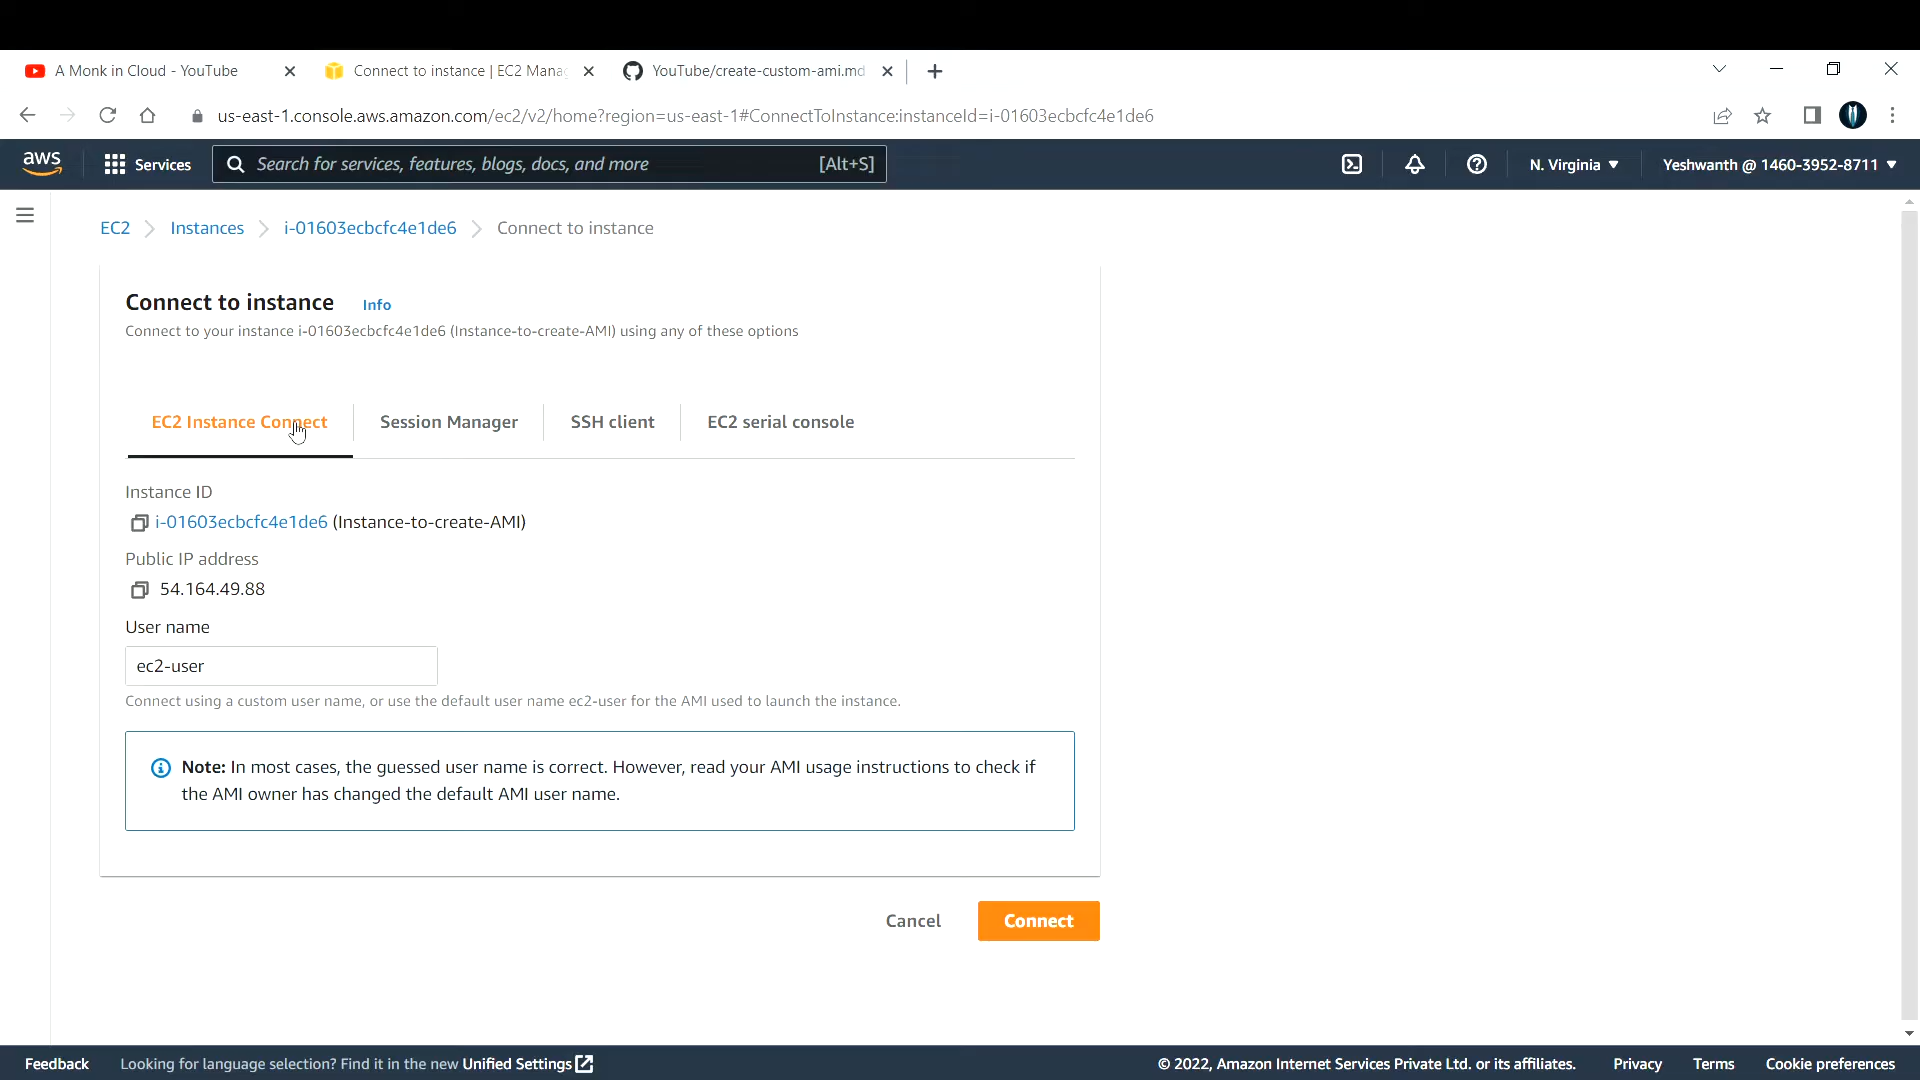 A Monk in Cloud - YouTube
Connect to instance | EC2 Mana
YouTube/create-custom-ami.md
us-east-1.console.aws.amazon.com/ec2/v2/home?region=us-east-1#ConnectToInstance:instanceId=i-01603ecbcfc4e1de6
aws
Services
Search for services, features, blogs, docs, and more
[Alt+S]
N. Virginia
Yeshwanth @ 1460-3952-8711
EC2
Instances
i-01603ecbcfc4e1de6
Connect to instance
Connect to instance
Info
Connect to your instance i-01603ecbcfc4e1de6 (Instance-to-create-AMI) using any of these options
EC2 Instance Connect
Session Manager
SSH client
EC2 serial console
Instance ID
i-01603ecbcfc4e1de6 (Instance-to-create-AMI)
Public IP address
54.164.49.88
User name
ec2-user
Connect using a custom user name, or use the default user name ec2-user for the AMI used to launch the instance.
Note: In most cases, the guessed user name is correct. However, read your AMI usage instructions to check if
the AMI owner has changed the default AMI user name.
Cancel
Connect
Feedback
Looking for language selection? Find it in the new Unified Settings
© 2022, Amazon Internet Services Private Ltd. or its affiliates.
Privacy
Terms
Cookie preferences